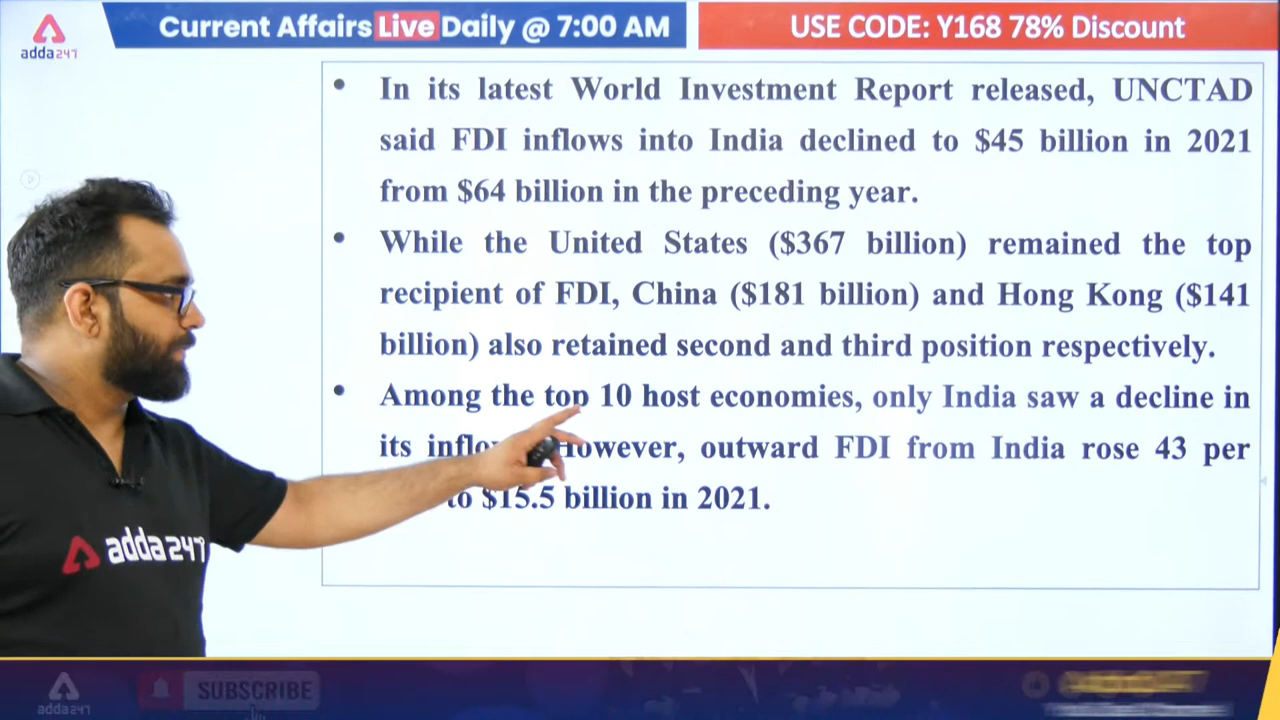 Current Affairs Live Daily @ 7:00 AM
USE CODE: Y168 78% Discount
adda247
In its latest World Investment Report released, UNCTAD
said FDI inflows into India declined to $45 billion in 2021
from $64 billion in the preceding year.
While the United States ($367 billion) remained the top
recipient of FDI, China ($181 billion) and Hong Kong ($141
billion) also retained second and third position respectively.
Among the top 10 host economies, only India saw a decline in
its However, outward FDI from India rose 43 per
to $15.5 billion in 2021.
adda247
adda247
SUBSCRIBE